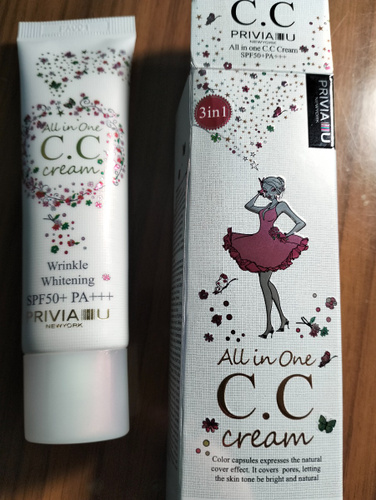 All in One
C.C
cream
Wrinkle
Whitening
SPF50+ PA+++
PRIVIA U
NEWYORK
C.C
PRIVIA U
NEWYORK
All in one C.C Cream
SPF50+PA+++
PRIVIA U
NEWYORK
3in1
All in One
C.C
cream
Color capsules expresses the natural
cover effect. It covers pores, letting
the skin tone be bright and natural